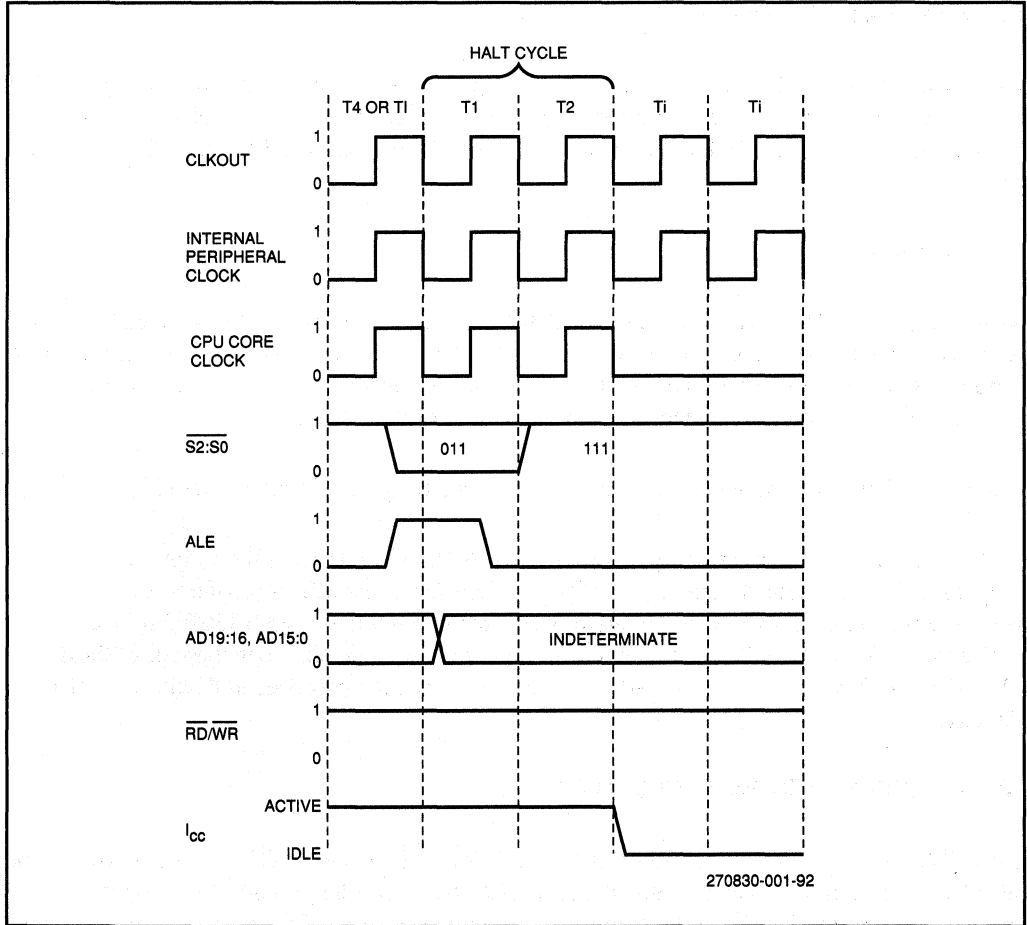 HALT CYCLE
T4 OR TI T1 T2 Ti Ti
CLKOUT
1
0
INTERNAL
PERIPHERAL
CLOCK
1
0
CPU CORE
CLOCK
1
0
S2:S0
1
0
011
111
ALE
1
0
AD19:16, AD15:0
1
0
INDETERMINATE
RD/WR
1
0
Icc
ACTIVE
IDLE
270830-001-92